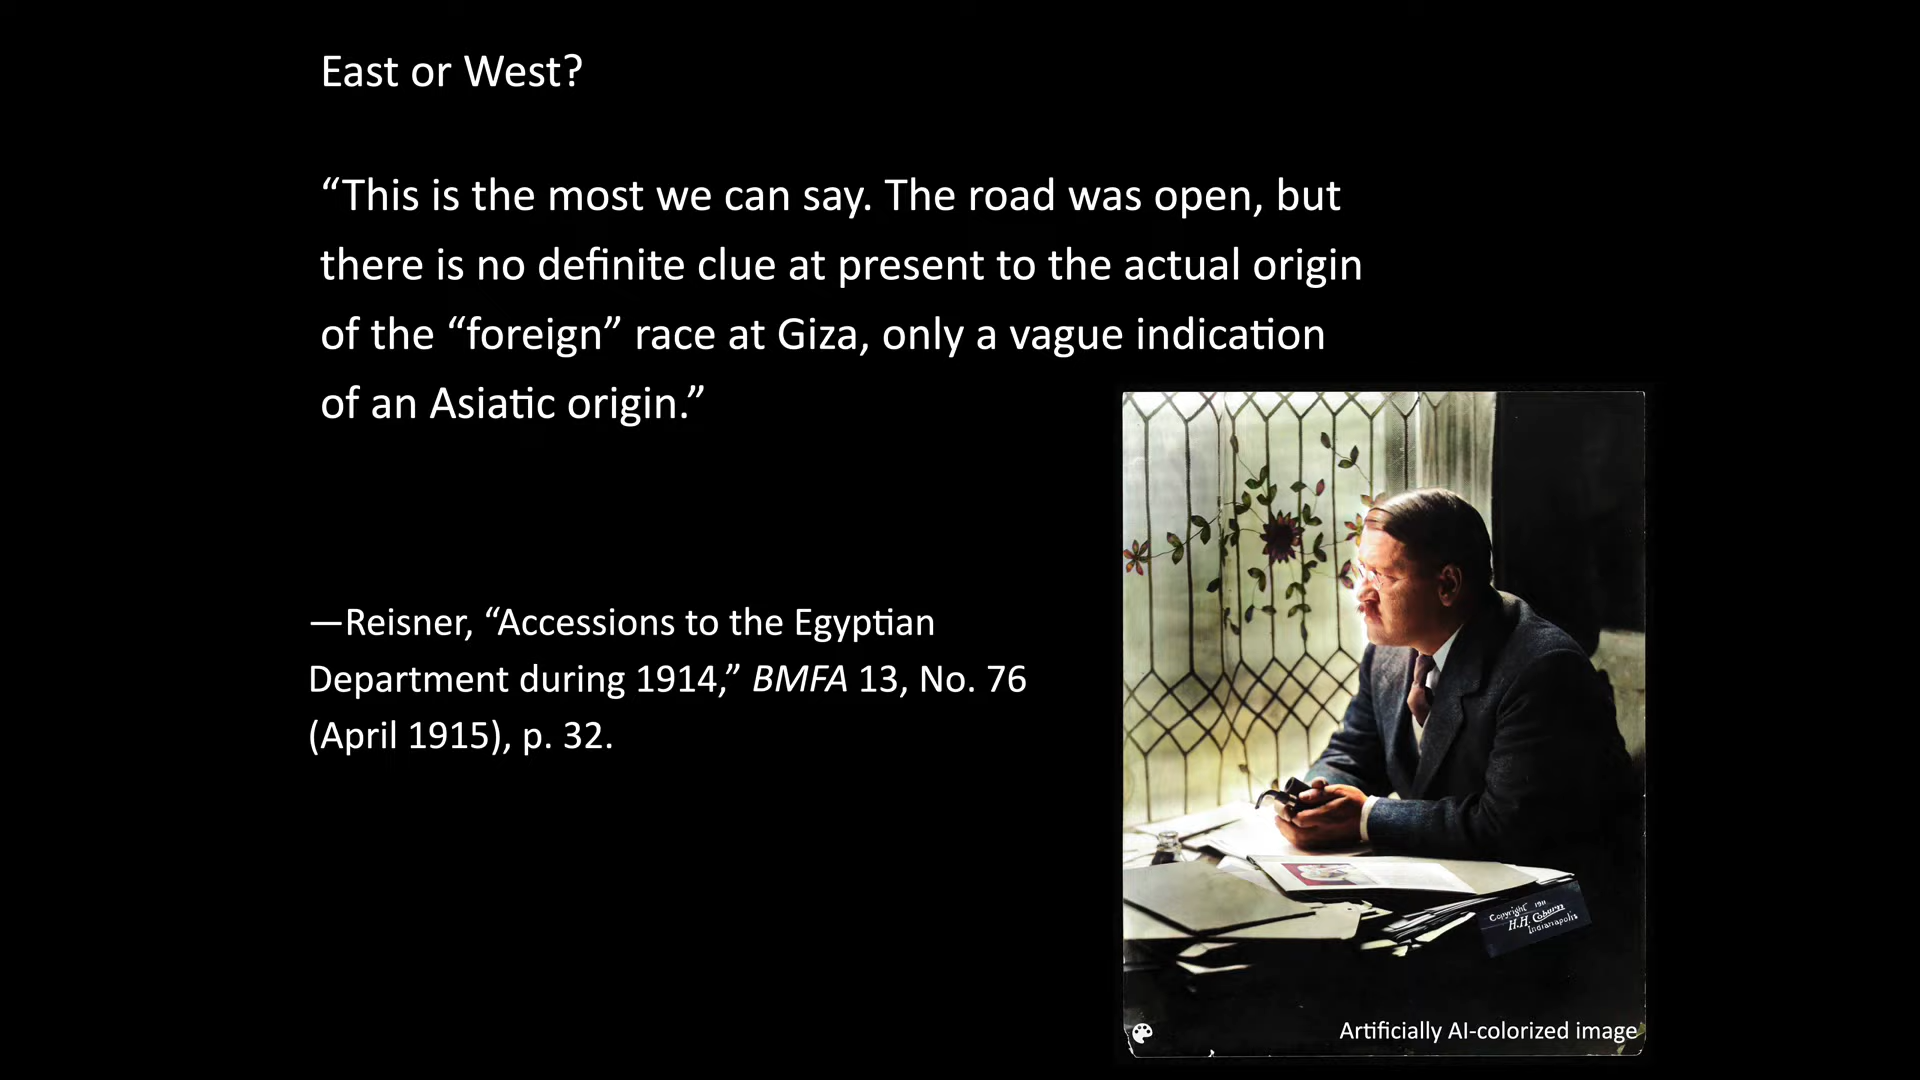 East or West?
“This is the most we can say. The road was open, but
there is no definite clue at present to the actual origin
of the “foreign” race at Giza, only a vague indication
of an Asiatic origin.”
—Reisner, “Accessions to the Egyptian
Department during 1914,” BMFA 13, No. 76
(April 1915), p. 32.
Copyright 1911
H.H. Coburn
Indianapolis
Artificially AI-colorized image